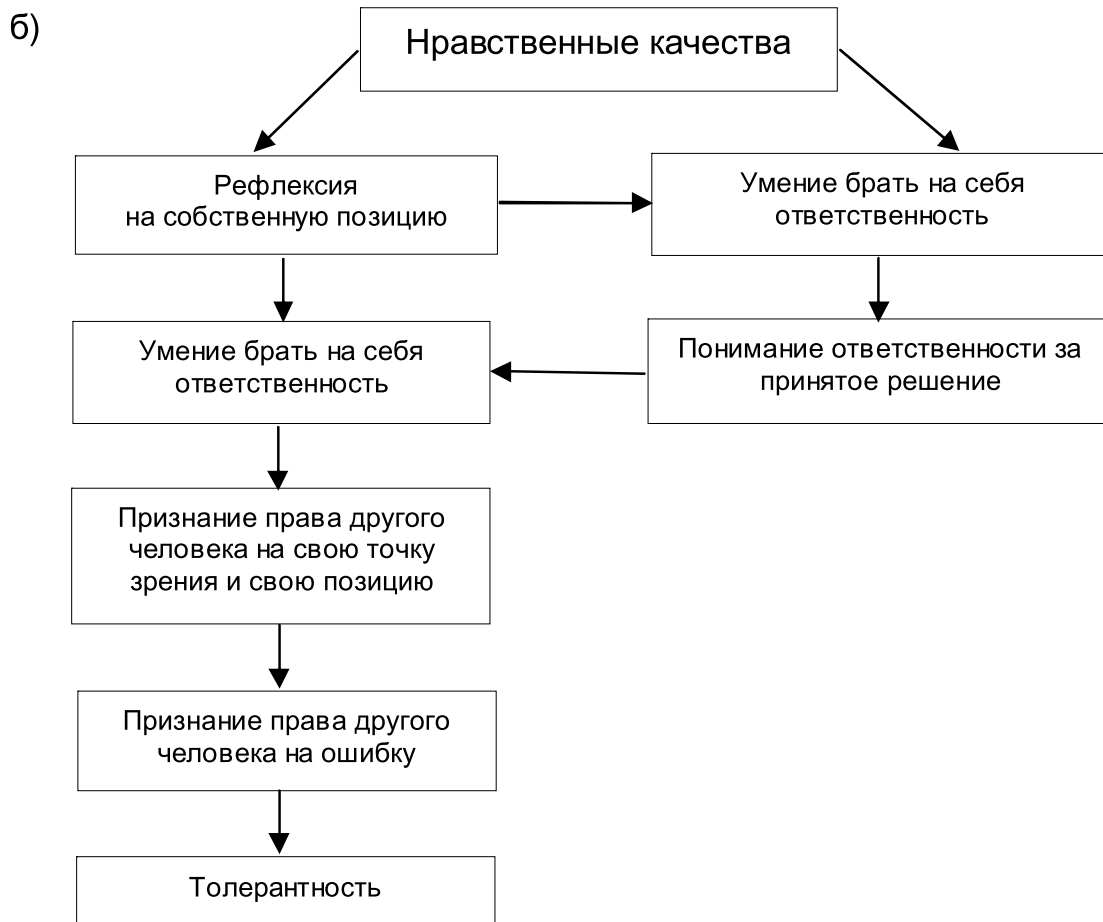 б)
Нравственные качества
Рефлексия
на собственную позицию
Умение брать на себя
ответственность
Умение брать на себя
ответственность
Понимание ответственности за
принятое решение
Признание права другого
человека на свою точку
зрения и свою позицию
Признание права другого
человека на ошибку
Толерантность